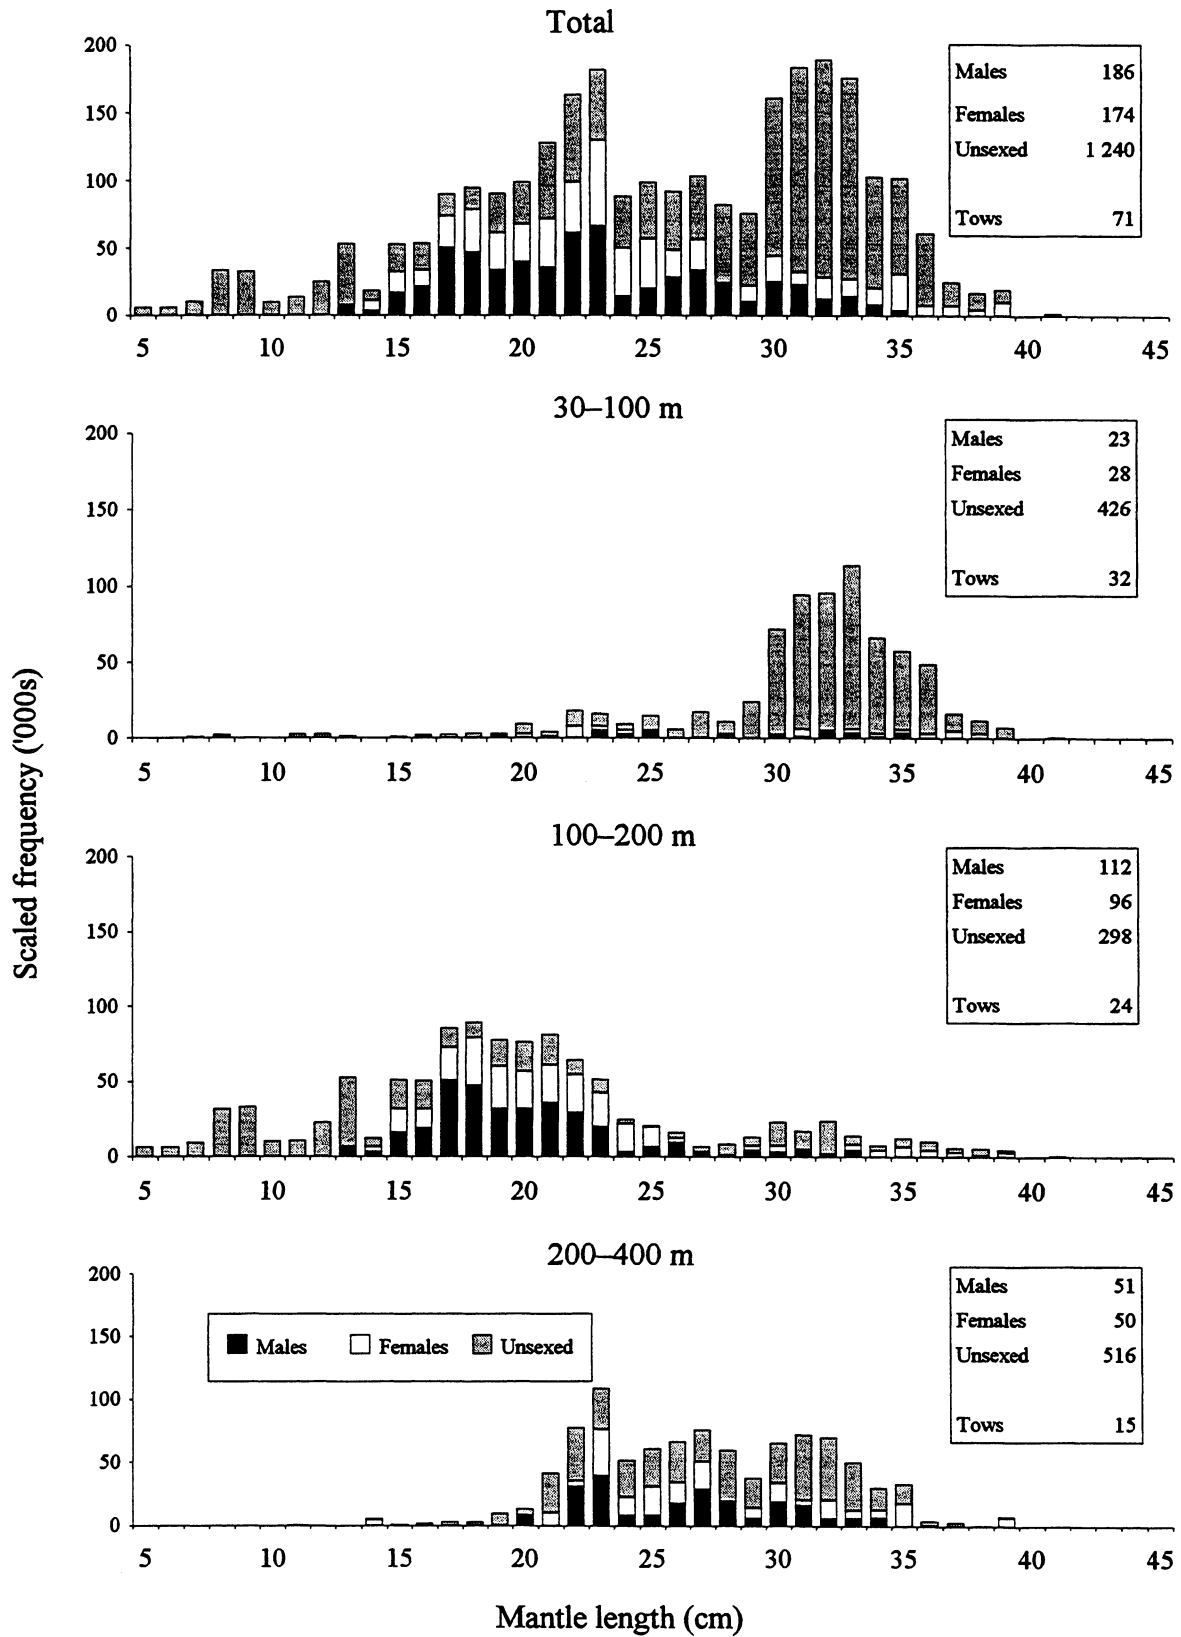 Total
200
150
100
50
0
5 10 15 20 25 30 35 40 45
Males 186
Females 174
Unsexed 1 240
Tows 71
30–100 m
200
150
100
50
0
5 10 15 20 25 30 35 40 45
Males 23
Females 28
Unsexed 426
Tows 32
Scaled frequency ('000s)
100–200 m
200
150
100
50
0
5 10 15 20 25 30 35 40 45
Males 112
Females 96
Unsexed 298
Tows 24
200–400 m
200
150
100
50
0
5 10 15 20 25 30 35 40 45
Males Females Unsexed
Males 51
Females 50
Unsexed 516
Tows 15
Mantle length (cm)